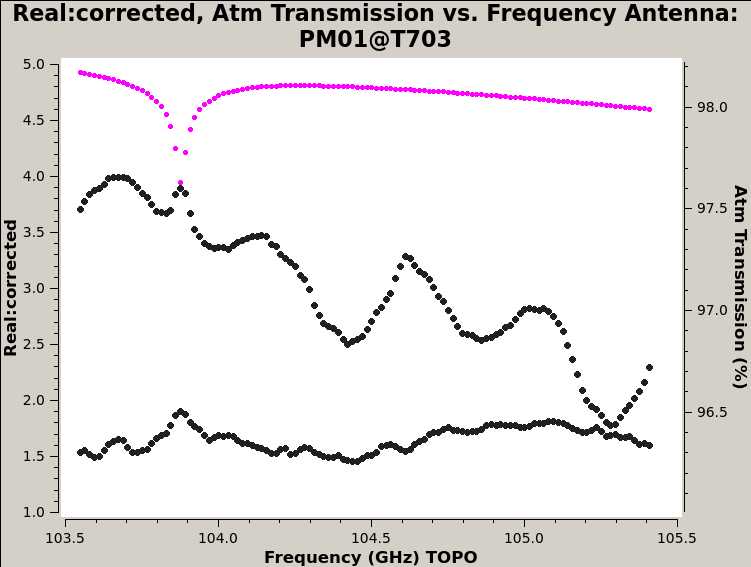 Real:corrected, Atm Transmission vs. Frequency Antenna:
PM01@T703
5.0
4.5
4.0
3.5
3.0
2.5
2.0
1.5
1.0
Real:corrected
98.0
97.5
97.0
96.5
Atm Transmission (%)
103.5 104.0 104.5 105.0 105.5
Frequency (GHz) TOPO